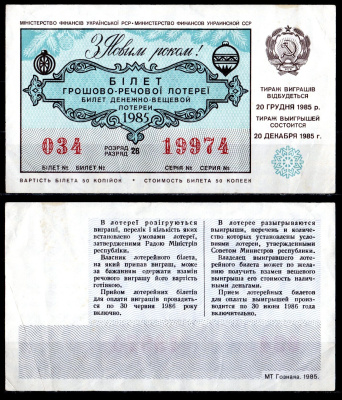 МІНІСТЕРСТВО ФІНАНСІВ УКРАЇНСЬКОЇ РСР • МИНИСТЕРСТВО ФИНАНСОВ УКРАИНСКОЙ ССР
З Новим роком!
БІЛЕТ
ГРОШОВО-РЕЧОВОЇ ЛОТЕРЕЇ
БИЛЕТ ДЕНЕЖНО-ВЕЩЕВОЙ
ЛОТЕРЕИ
1985
034 РОЗРЯД РАЗРЯД 26 19974
БІЛЕТ № БИЛЕТ № СЕРІЯ № СЕРИЯ №
ВАРТІСТЬ БІЛЕТА 50 КОПІЙОК • СТОИМОСТЬ БИЛЕТА 50 КОПЕЕК
ТИРАЖ ВИГРАШІВ
ВІДБУДЕТЬСЯ
20 ГРУДНЯ 1985 р.
ТИРАЖ ВЫИГРЫШЕЙ
СОСТОИТСЯ
20 ДЕКАБРЯ 1985 г.
В лотереї розігруються
виграші, перелік і кількість яких
встановлено умовами лотереї,
затвердженими Радою Міністрів
республіки.
Власник лотерейного білета,
на який припав виграш, може
за бажанням одержати взамін
речового виграшу його вартість
готівкою.
Прийом лотерейних білетів
для оплати виграшів провадить-
ся по 30 червня 1986 року
включно.
В лотерее разыгрываются
выигрыши, перечень и количе-
ство которых установлены усло-
виями лотереи, утвержденными
Советом Министров республики.
Владелец выигравшего лоте-
рейного билета может по жела-
нию получить взамен вещевого
выигрыша его стоимость налич-
ными деньгами.
Прием лотерейных билетов
для оплаты выигрышей произ-
водится по 30 июня 1986 года
включительно.
МТ Гознака. 1985.